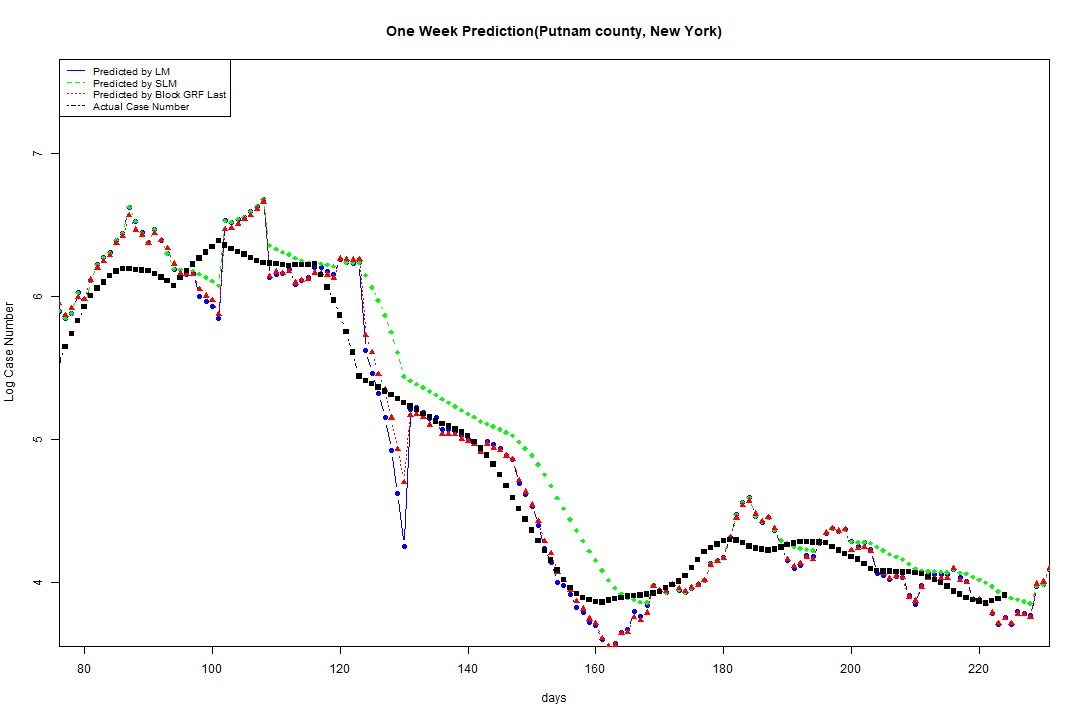 One Week Prediction(Putnam county, New York)
Predicted by LM
Predicted by SLM
Predicted by Block GRF Last
Actual Case Number
7
6
5
4
Log Case Number
80 100 120 140 160 180 200 220
days